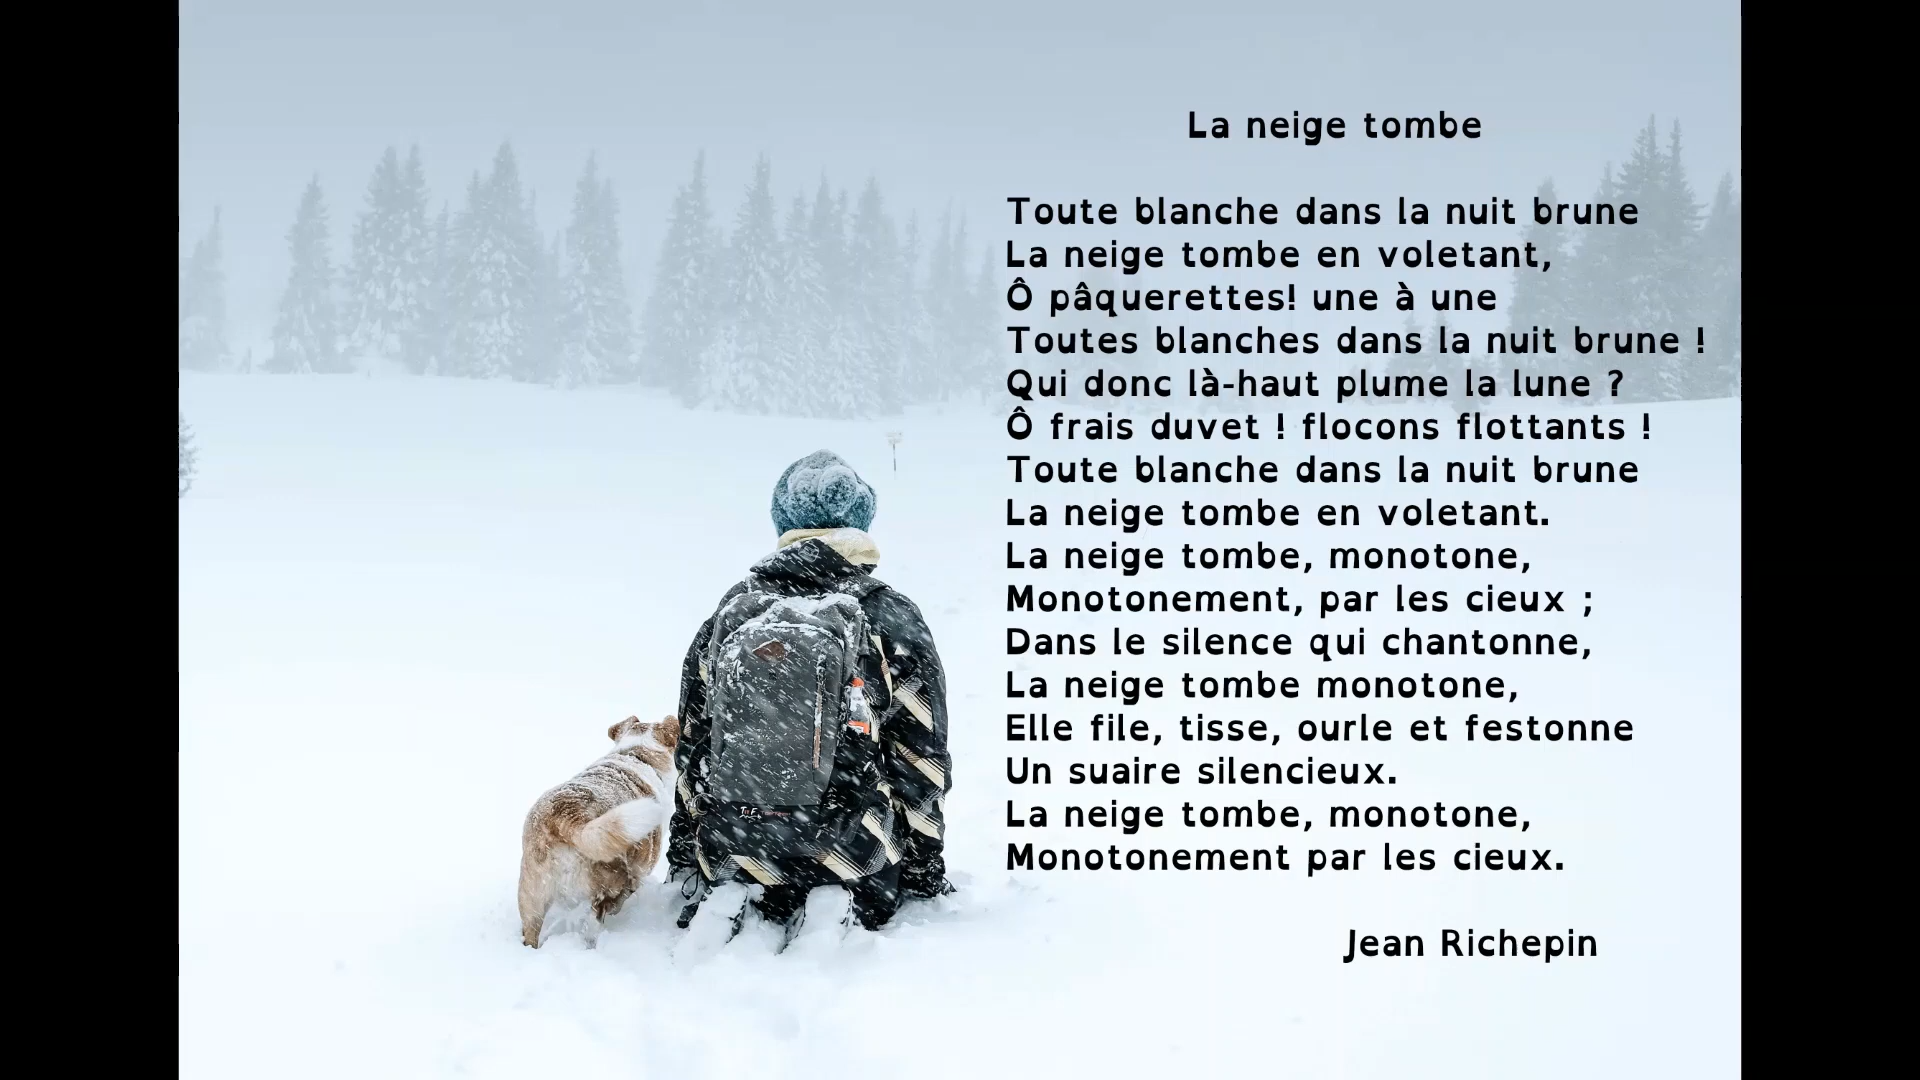 La neige tombe
Toute blanche dans la nuit brune
La neige tombe en voletant,
Ô pâquerettes! une à une
Toutes blanches dans la nuit brune !
Qui donc là-haut plume la lune ?
Ô frais duvet ! flocons flottants !
Toute blanche dans la nuit brune
La neige tombe en voletant.
La neige tombe, monotone,
Monotonement, par les cieux ;
Dans le silence qui chantonne,
La neige tombe monotone,
Elle file, tisse, ourle et festonne
Un suaire silencieux.
La neige tombe, monotone,
Monotonement par les cieux.
Jean Richepin